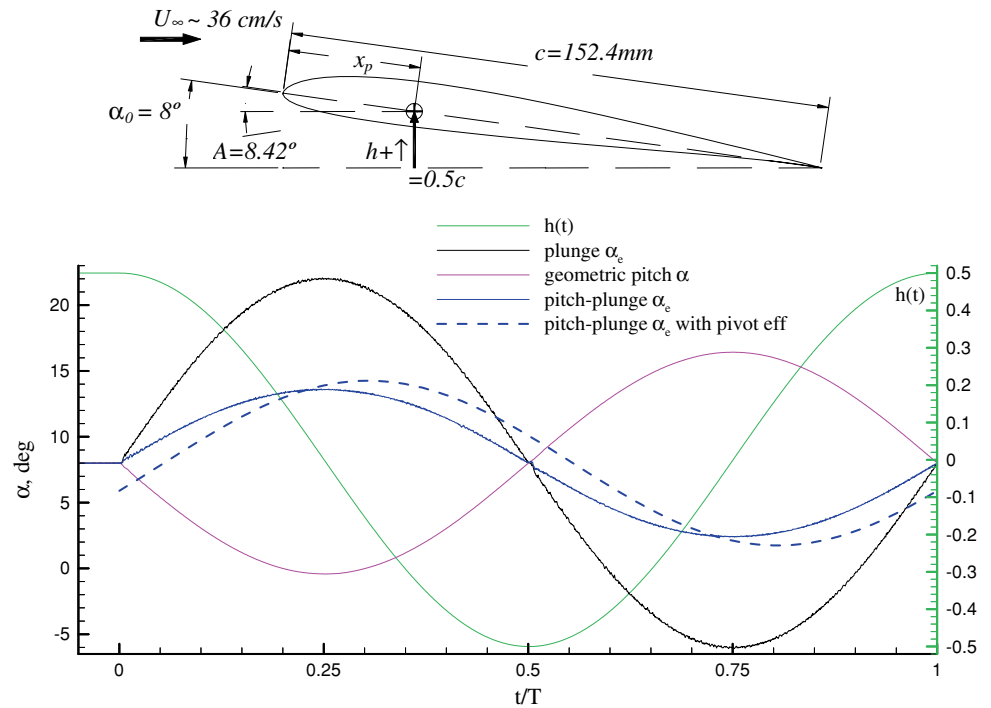 U∞ ~ 36 cm/s
c=152.4mm
xp
α0 = 8º
A=8.42º
h+↑
=0.5c
h(t)
plunge αe
geometric pitch α
pitch-plunge αe
pitch-plunge αe with pivot eff
α, deg
20
15
10
5
0
-5
h(t)
0.5
0.4
0.3
0.2
0.1
0
-0.1
-0.2
-0.3
-0.4
-0.5
0
0.25
0.5
0.75
1
t/T